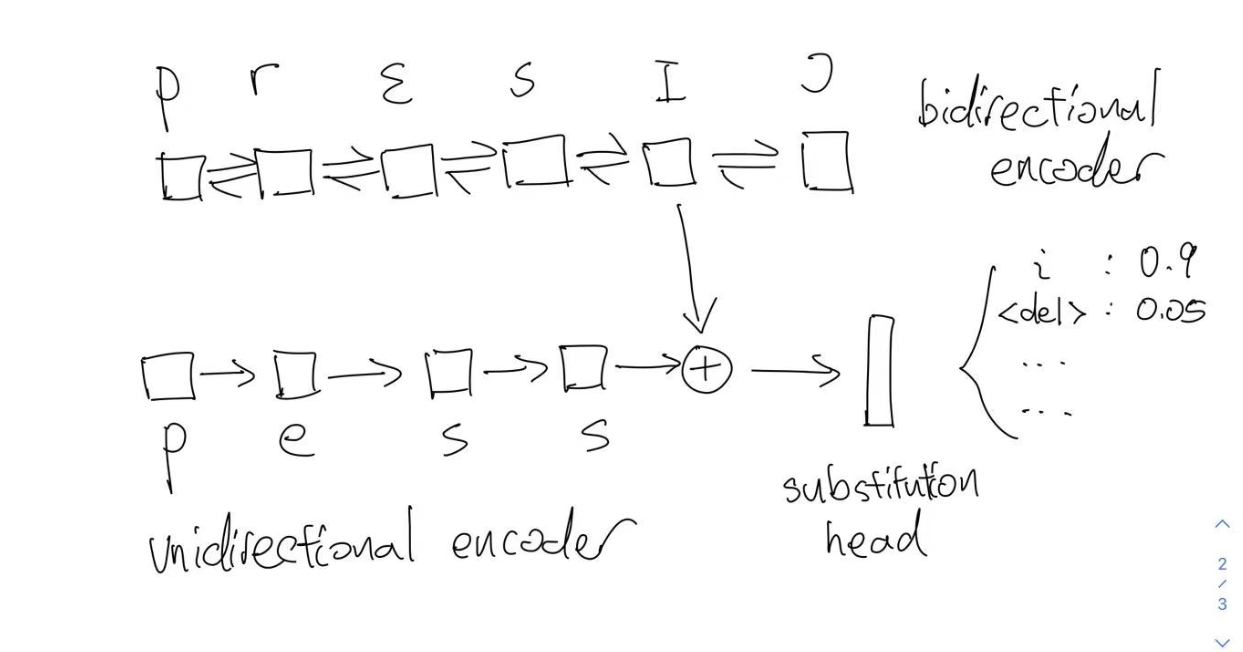 p r ɛ s I ɔ
bidirectional
encoder
i : 0.9
<del> : 0.05
...
...
p e s s
substitution
head
unidirectional encoder
2
/
3